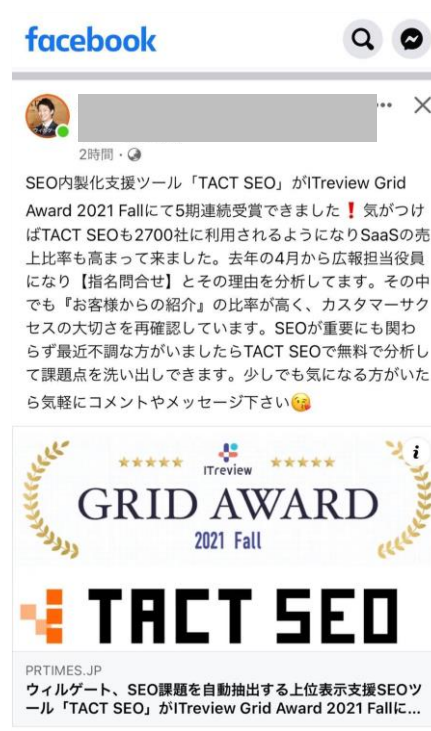 facebook
2時間・
SEO内製化支援ツール「TACT SEO」がITreview Grid
Award 2021 Fallにて5期連続受賞できました❗気がつけ
ばTACT SEOも2700社に利用されるようになりSaaSの売
上比率も高まって来ました。去年の4月から広報担当役員
になり【指名問合せ】とその理由を分析してます。その中
でも『お客様からの紹介』の比率が高く、カスタマーサク
セスの大切さを再確認しています。SEOが重要にも関わ
らず最近不調な方がいましたらTACT SEOで無料で分析し
て課題点を洗い出しできます。少しでも気になる方がいた
ら気軽にコメントやメッセージ下さい😘
ITreview
GRID AWARD
2021 Fall
TACT SEO
PRTIMES.JP
ウィルゲート、SEO課題を自動抽出する上位表示支援SEOツ
ール「TACT SEO」がITreview Grid Award 2021 Fallに...